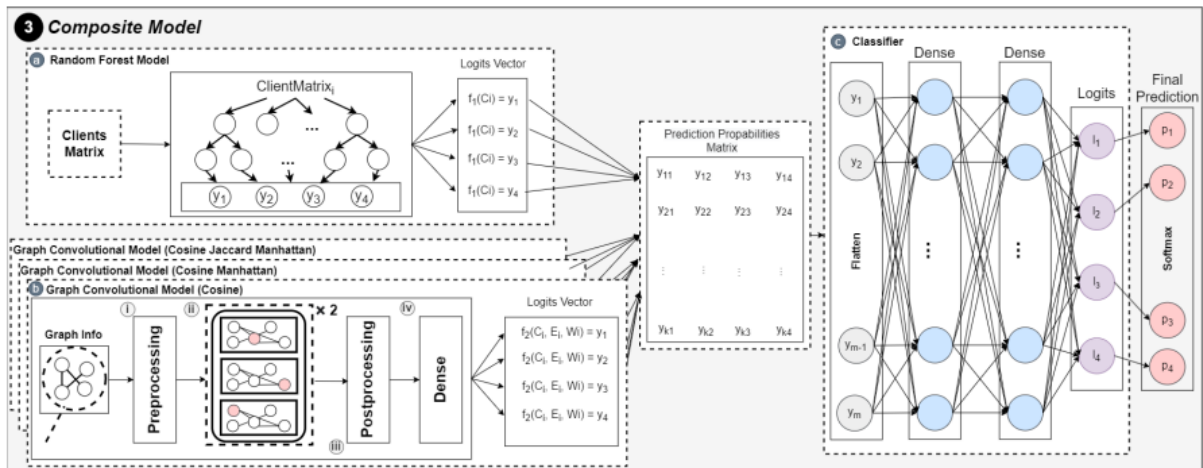 3 Composite Model
a Random Forest Model
Clients
Matrix
ClientMatrixᵢ
...
...
y₁ y₂ y₃ y₄
Logits Vector
f₁(Ci) = y₁
f₁(Ci) = y₂
f₁(Ci) = y₃
f₁(Ci) = y₄
Graph Convolutional Model (Cosine Jaccard Manhattan)
Graph Convolutional Model (Cosine Manhattan)
b Graph Convolutional Model (Cosine)
Graph Info
i
Preprocessing
ii
× 2
iii
Postprocessing
iv
Dense
Logits Vector
f₂(Cᵢ, Eᵢ, Wi) = y₁
f₂(Cᵢ, Eᵢ, Wi) = y₂
f₂(Cᵢ, Eᵢ, Wi) = y₃
f₂(Cᵢ, Eᵢ, Wi) = y₄
Prediction Propabilities
Matrix
y₁₁ y₁₂ y₁₃ y₁₄
y₂₁ y₂₂ y₂₃ y₂₄
⋮ ⋮ ⋮ ⋮
yₖ₁ yₖ₂ yₖ₃ yₖ₄
c Classifier
Flatten
y₁
y₂
yₘ₋₁
yₘ
Dense
...
Dense
...
Logits
l₁
l₂
l₃
l₄
Final
Prediction
p₁
p₂
Softmax
p₃
p₄